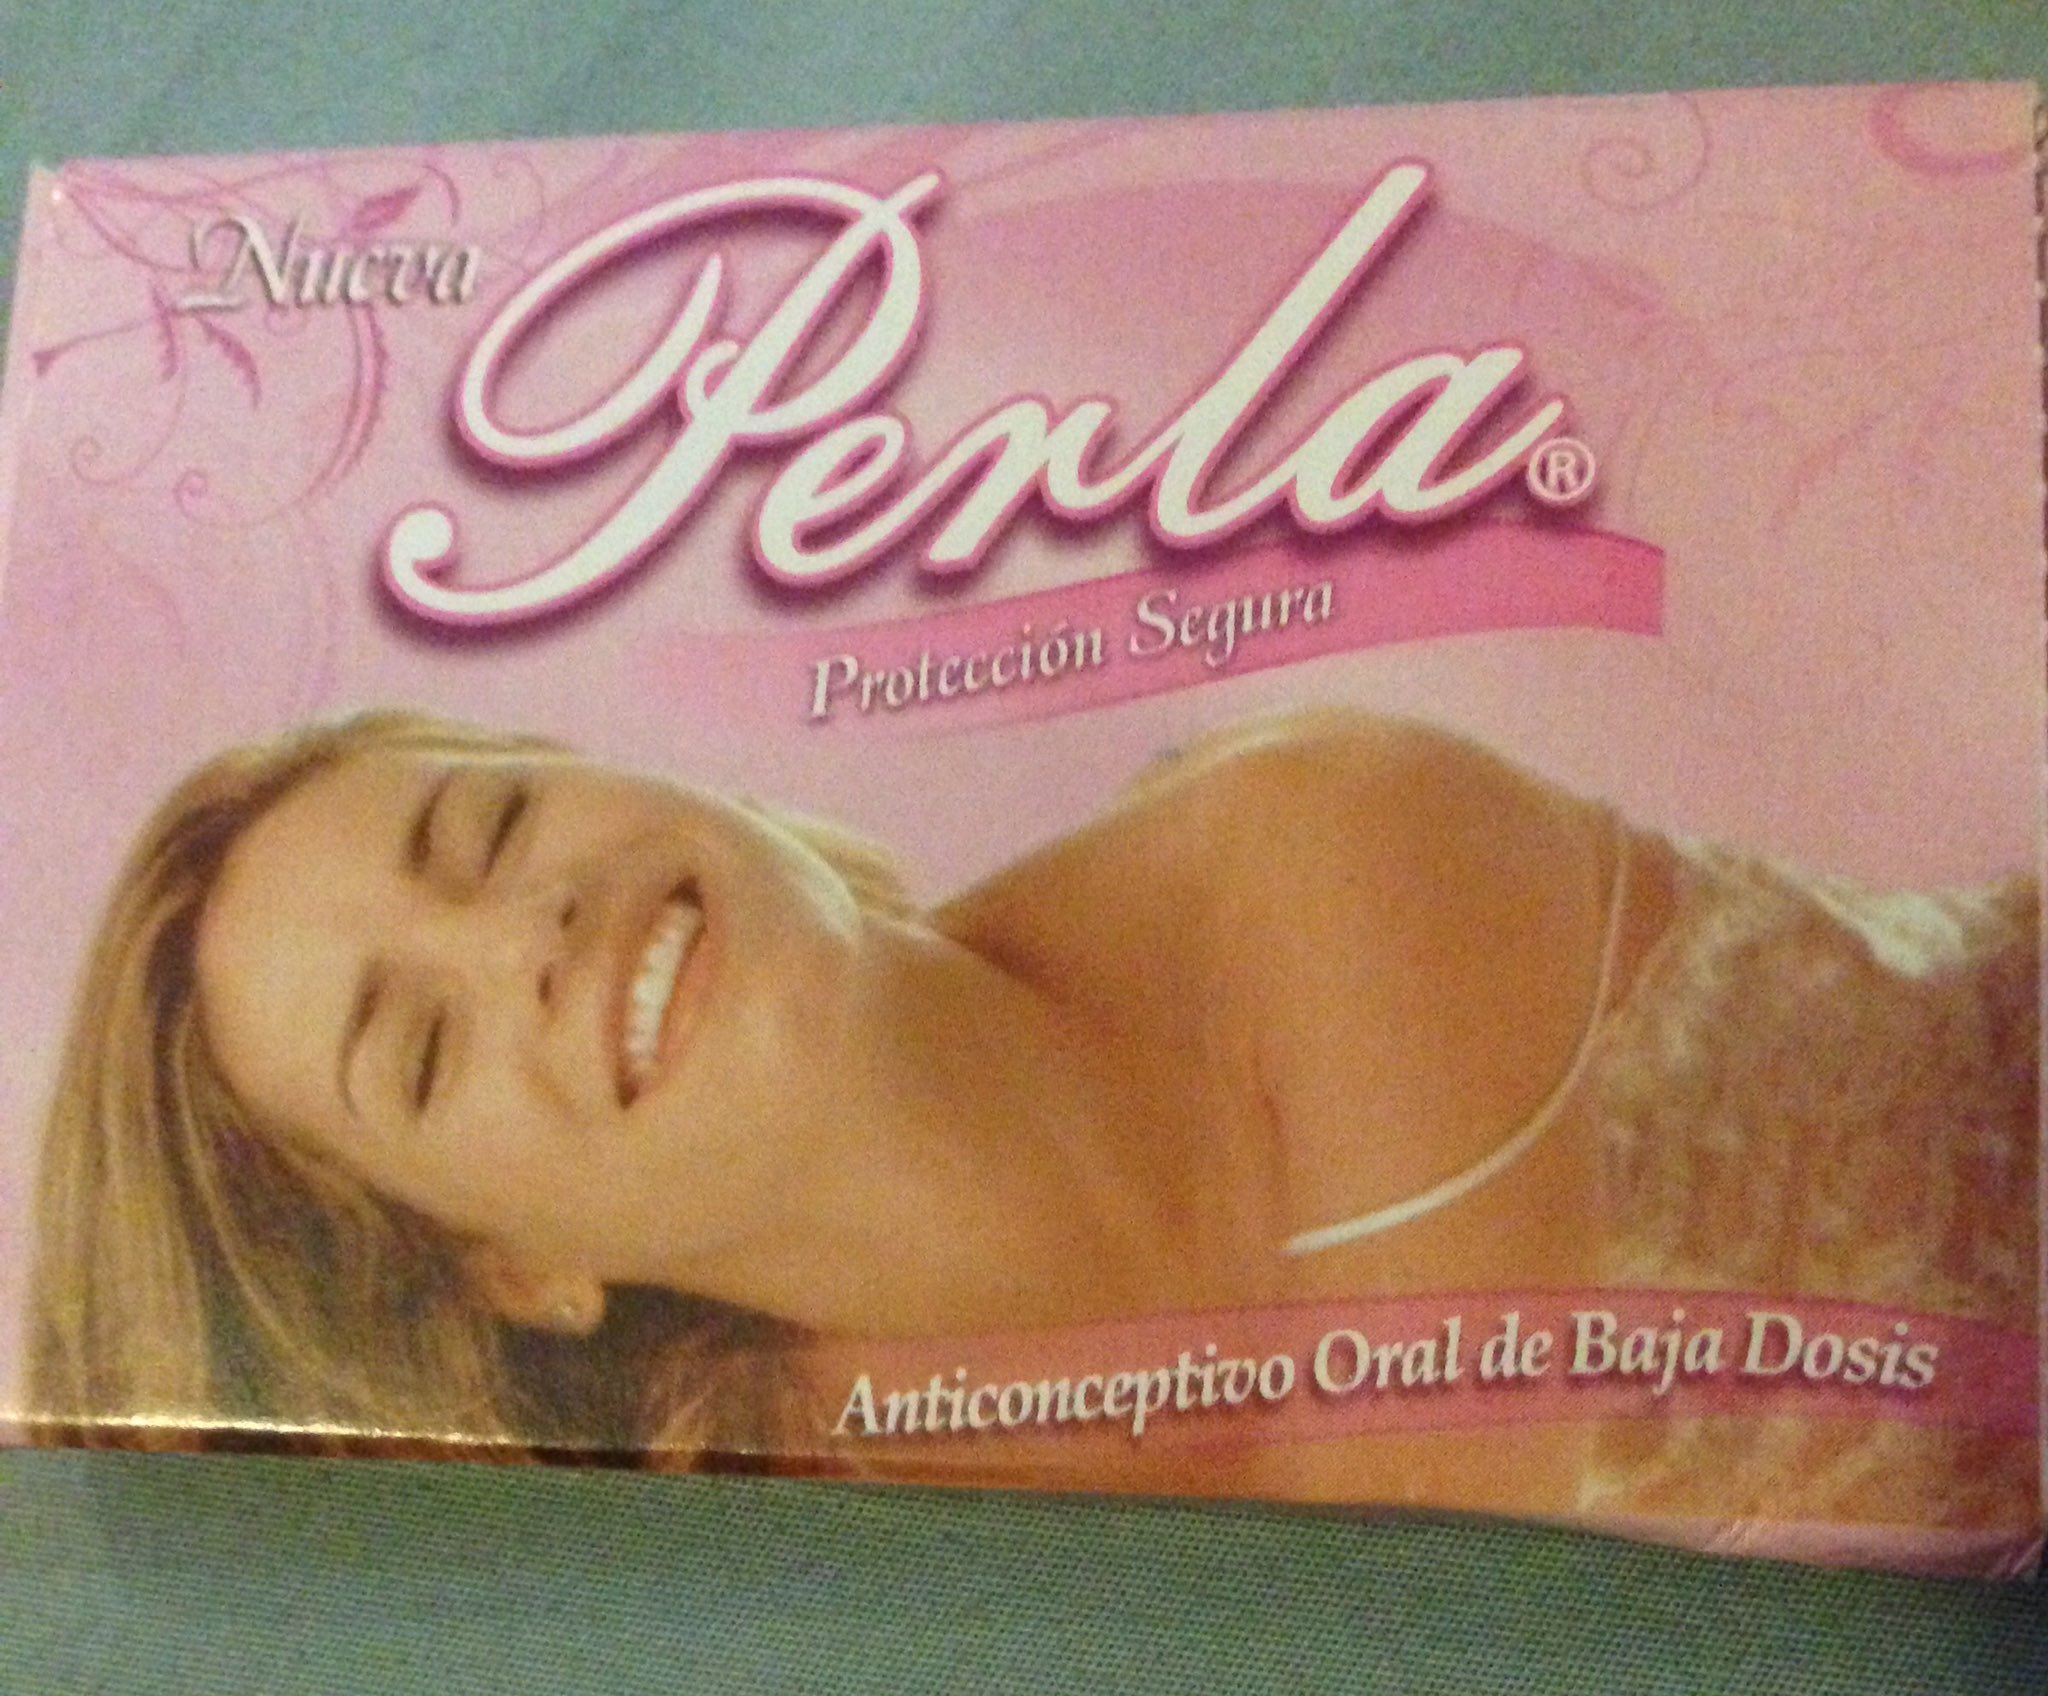 Nueva
Perla®
Protección Segura
Anticonceptivo Oral de Baja Dosis